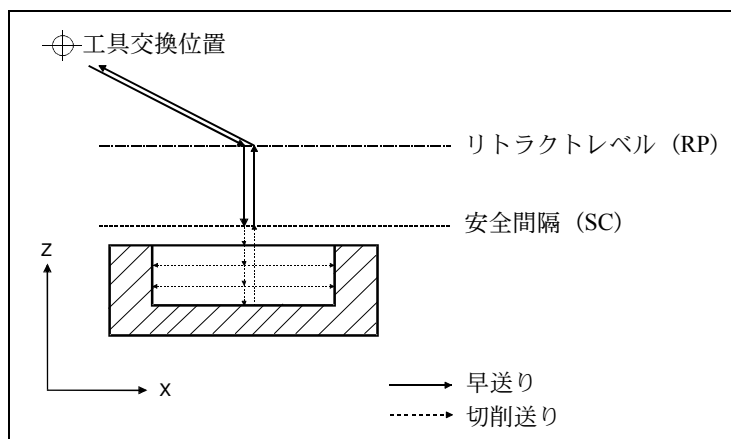 工具交換位置
リトラクトレベル（RP）
安全間隔（SC）
Z
X
早送り
切削送り